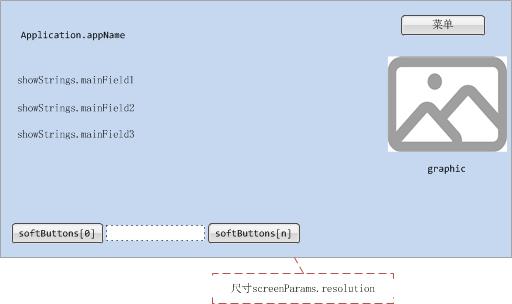 菜单
Application.appName
showStrings.mainField1
showStrings.mainField2
showStrings.mainField3
graphic
softButtons[0]
softButtons[n]
尺寸screenParams.resolution